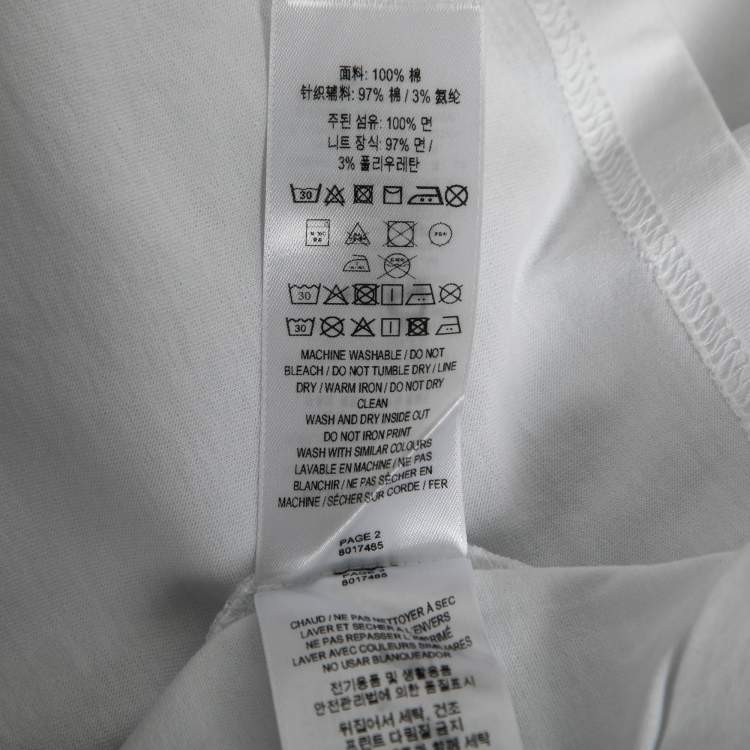 面料: 100% 棉
针织辅料: 97% 棉 / 3% 氨纶
주된 섬유: 100% 면
니트 장식: 97% 면 /
3% 폴리우레탄
30
30
30
MACHINE WASHABLE / DO NOT
BLEACH / DO NOT TUMBLE DRY / LINE
DRY / WARM IRON / DO NOT DRY
CLEAN
WASH AND DRY INSIDE OUT
DO NOT IRON PRINT
WASH WITH SIMILAR COLOURS
LAVABLE EN MACHINE / NE PAS
BLANCHIR / NE PAS SÉCHER EN
MACHINE / SÉCHER SUR CORDE / FER
PAGE 2
8017485
PAGE 3
8017485
CHAUD / NE PAS NETTOYER À SEC
LAVER ET SÉCHER À L'ENVERS
NE PAS REPASSER L'IMPRIMÉ
LAVER AVEC COULEURS SIMILAIRES
NO USAR BLANQUEADOR
전기용품 및 생활용품
안전관리법에 의한 품질표시
뒤집어서 세탁, 건조
프린트 다림질 금지
함께 세탁